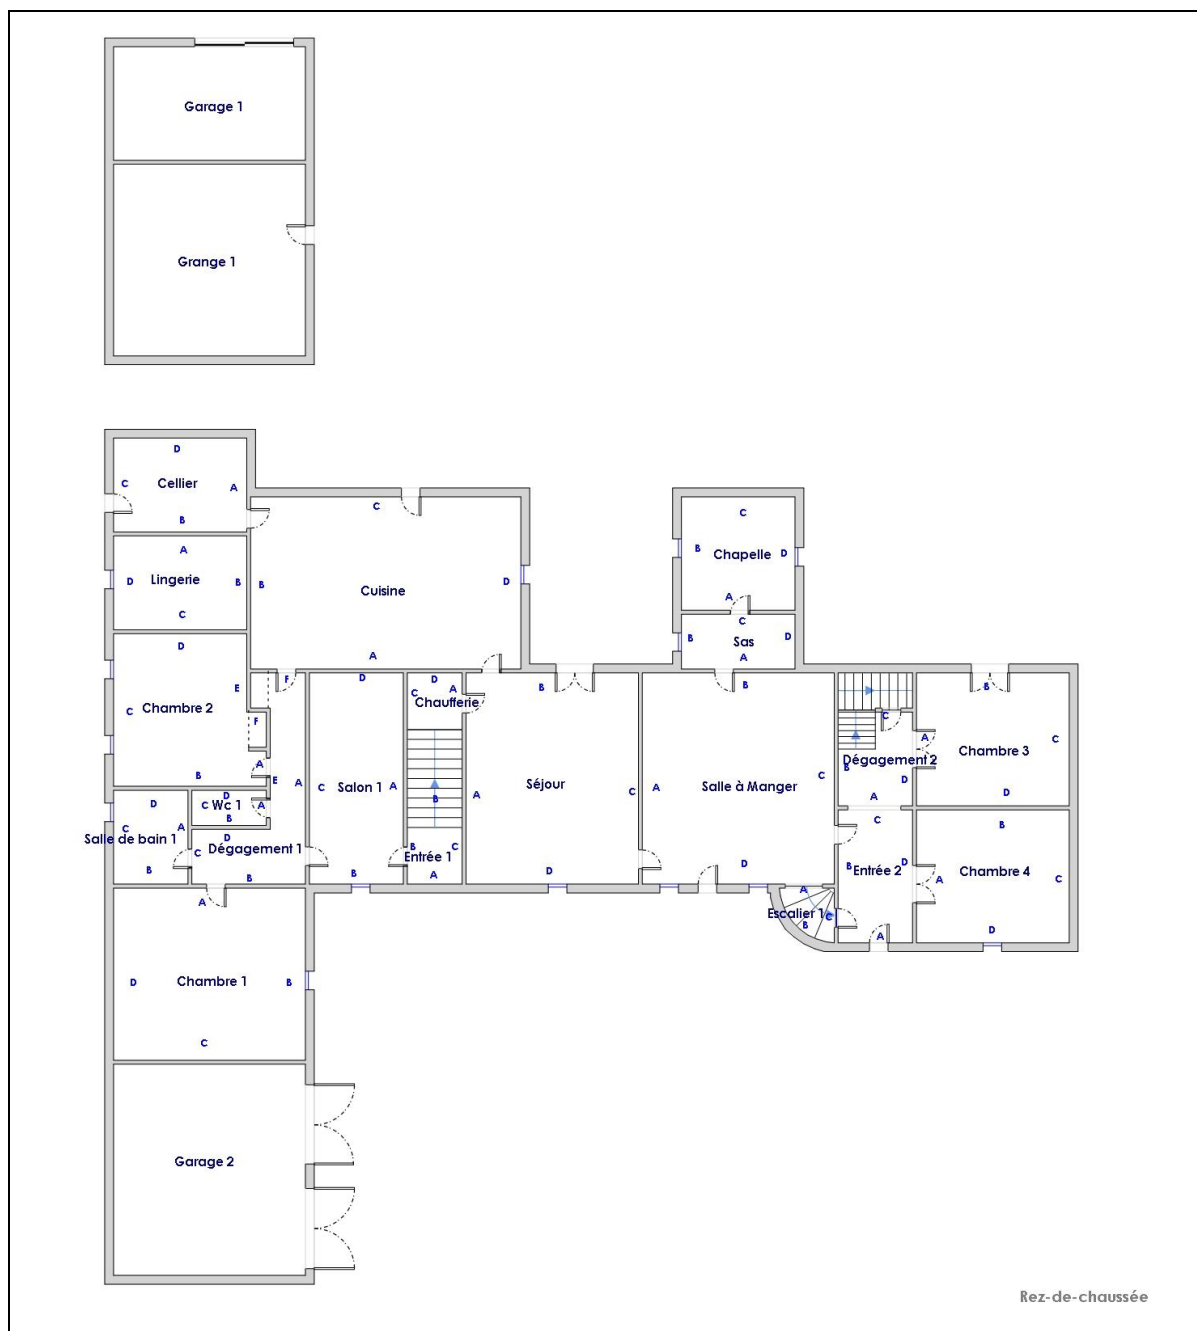 Garage 1
Grange 1
D
Cellier
C
A
B
C
A
Lingerie
D
B
B
C
Cuisine
D
A
C
Chapelle
B
D
A
C
Sas
B
D
A
D
E
Chambre 2
C
F
B
A
F
E
A
D
Salon 1
C
A
B
D
C
A
Chaufferie
B
B
C
Entrée 1
A
B
Séjour
A
C
D
B
Salle à Manger
A
C
D
C
Dégagement 2
B
D
A
B
A
C
Chambre 3
D
D
Wc 1
C
A
B
D
Salle de bain 1
C
A
B
D
C
Dégagement 1
B
C
Entrée 2
B
D
A
B
Chambre 4
A
C
D
A
Escalier 1
C
B
A
Chambre 1
D
B
C
Garage 2
Rez-de-chaussée